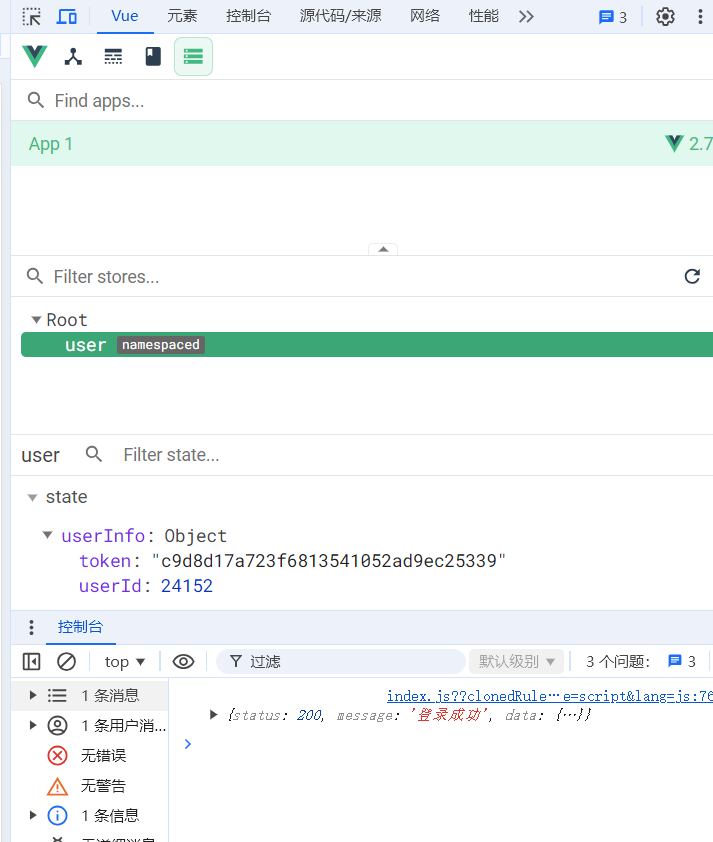 Vue 元素 控制台 源代码/来源 网络 性能 3
Find apps...
App 1 2.7
Filter stores...
Root
user namespaced
user Filter state...
state
userInfo: Object
token: "c9d8d17a723f6813541052ad9ec25339"
userId: 24152
控制台
top 过滤 默认级别 3 个问题: 3
1 条消息
index.js??clonedRule…e=script&lang=js:76
{status: 200, message: '登录成功', data: {…}}
1 条用户消...
无错误
无警告
1 条信息